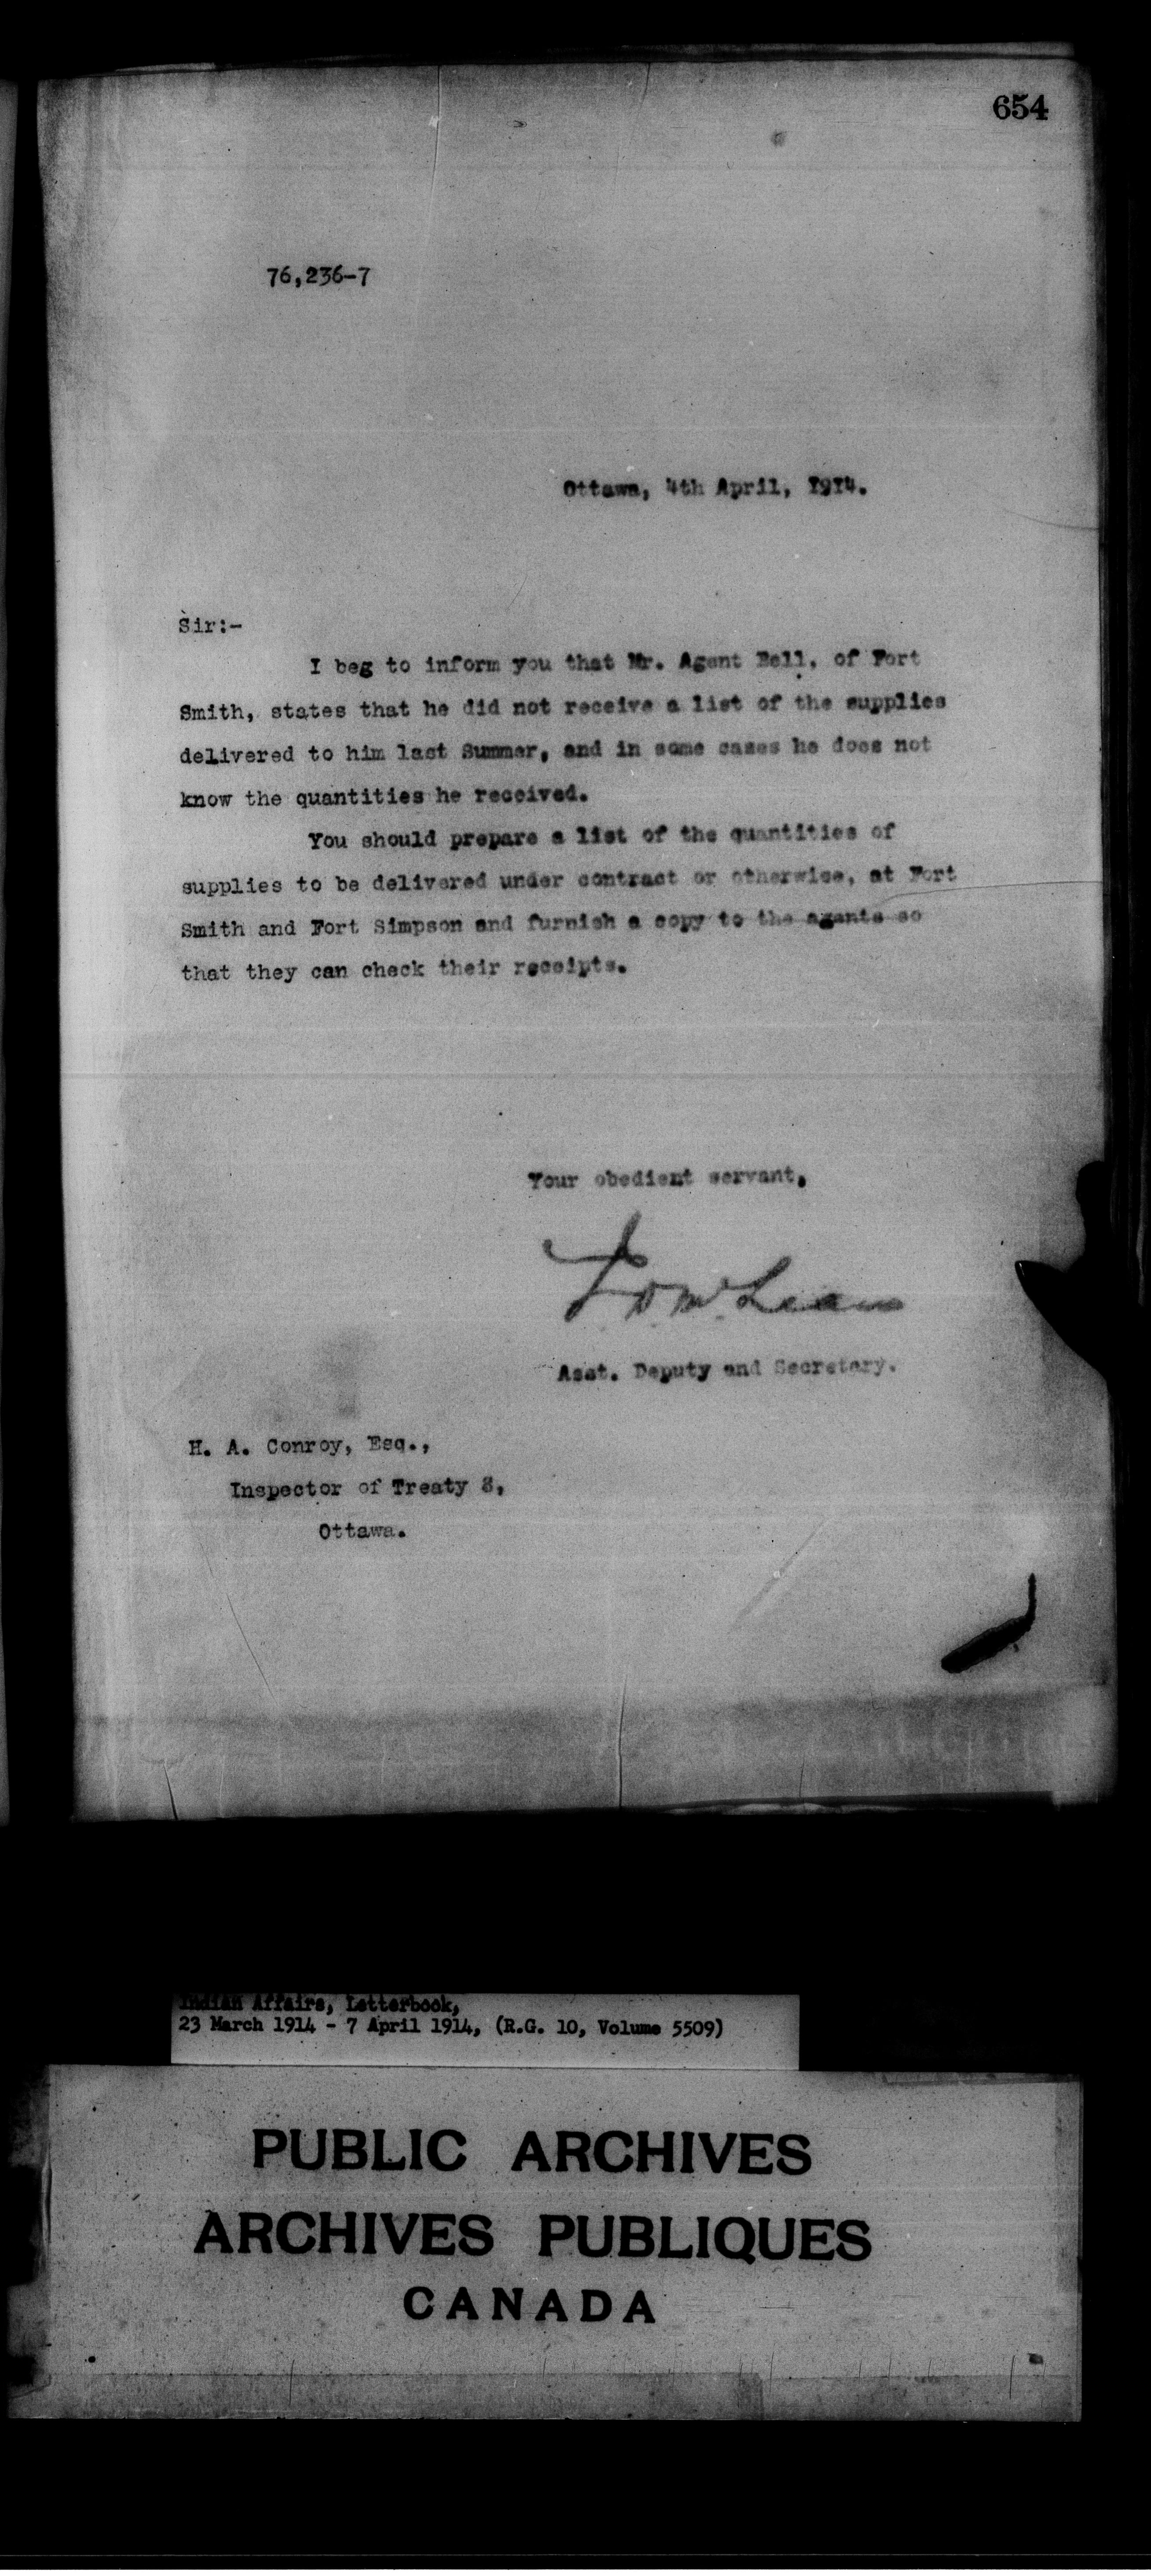 654
76,236-7
Ottawa, 4th April, 1914.
Sir:-
I beg to inform you that Mr. Agent Bell, of Fort
Smith, states that he did not receive a list of the supplies
delivered to him last Summer, and in some cases he does not
know the quantities he received.
You should prepare a list of the quantities of
supplies to be delivered under contract or otherwise, at Fort
Smith and Fort Simpson and furnish a copy to the agents so
that they can check their receipts.
Your obedient servant,
Asst. Deputy and Secretary.
H. A. Conroy, Esq.,
Inspector of Treaty 8,
Ottawa.
Indian Affairs, Letterbook,
23 March 1914 - 7 April 1914, (R.G. 10, Volume 5509)
PUBLIC ARCHIVES
ARCHIVES PUBLIQUES
CANADA